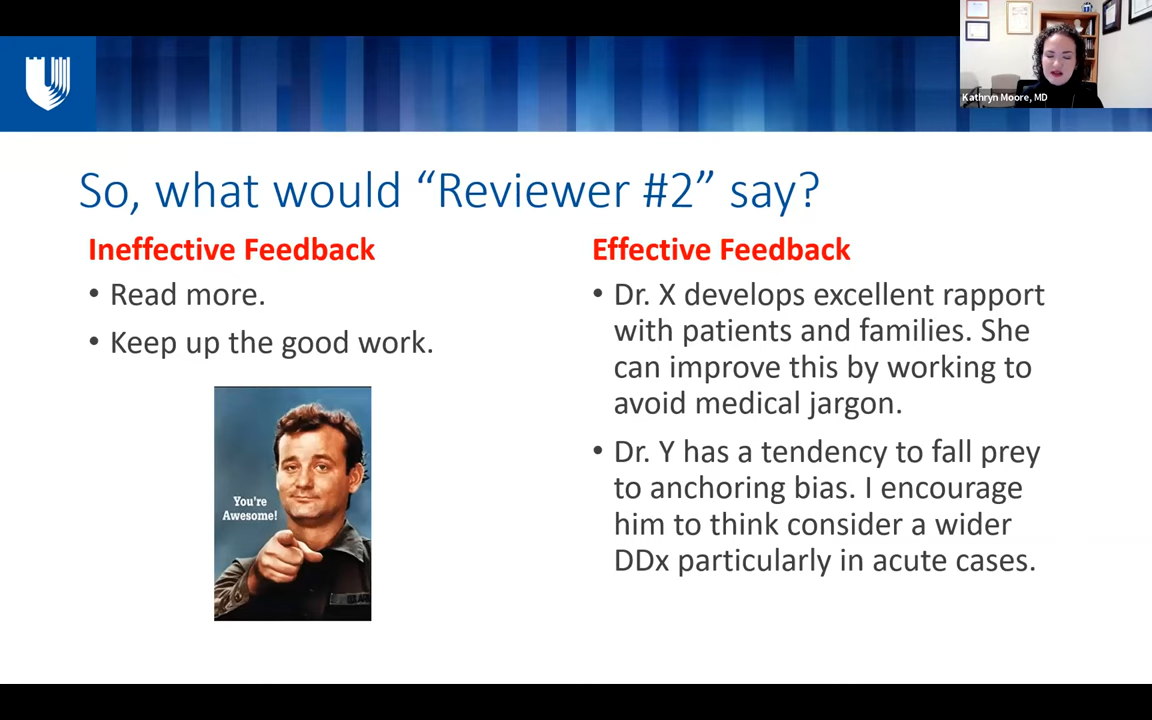 Kathryn Moore, MD
So, what would “Reviewer #2” say?
Ineffective Feedback
• Read more.
• Keep up the good work.
You're
Awesome!
Effective Feedback
• Dr. X develops excellent rapport
with patients and families. She
can improve this by working to
avoid medical jargon.
• Dr. Y has a tendency to fall prey
to anchoring bias. I encourage
him to think consider a wider
DDx particularly in acute cases.